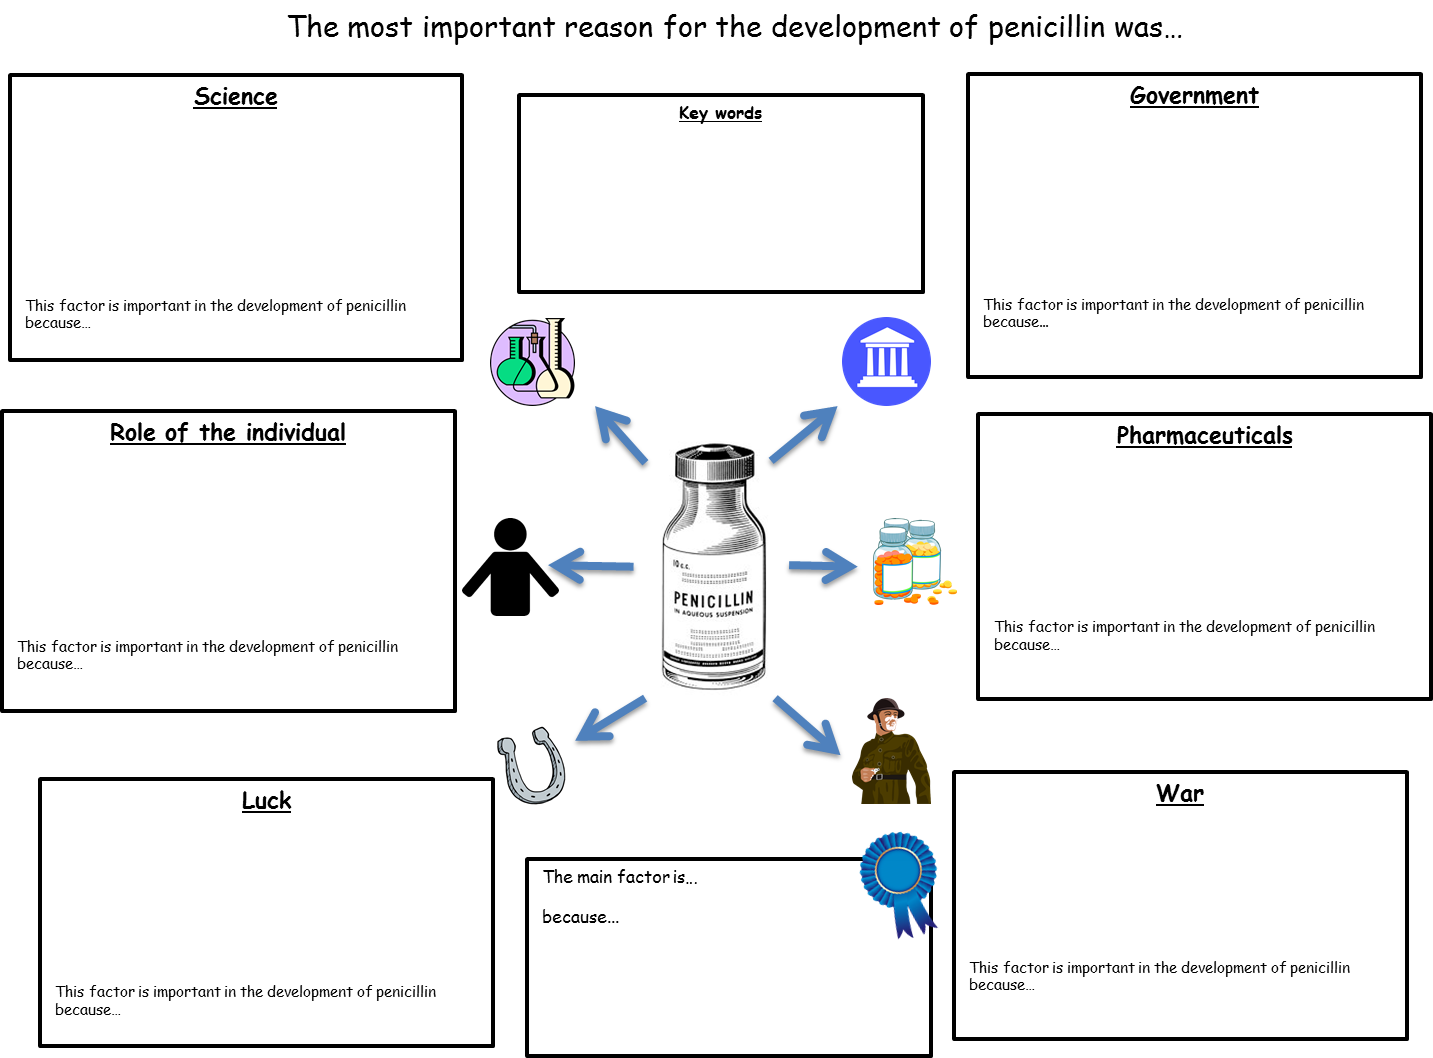 The most important reason for the development of penicillin was...
Science
This factor is important in the development of penicillin
because...
Key words
Government
This factor is important in the development of penicillin
because...
Role of the individual
This factor is important in the development of penicillin
because...
10 c.c.
PENICILLIN
IN AQUEOUS SUSPENSION
Pharmaceuticals
This factor is important in the development of penicillin
because...
Luck
This factor is important in the development of penicillin
because...
The main factor is...
because...
War
This factor is important in the development of penicillin
because...